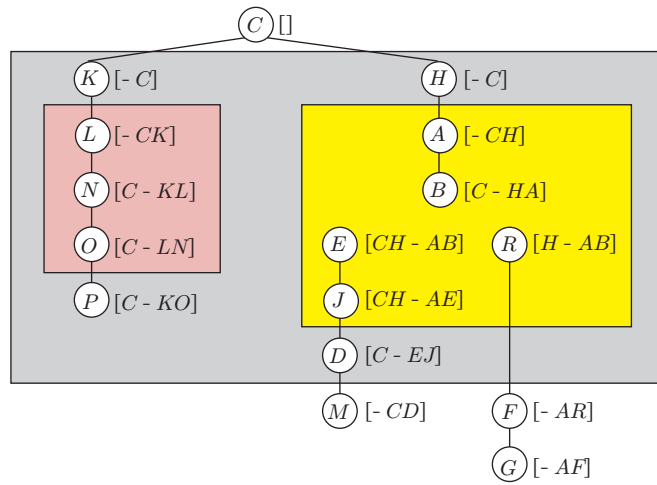 C []
K [- C] H [- C]
L [- CK] A [- CH]
N [C - KL] B [C - HA]
O [C - LN] E [CH - AB] R [H - AB]
P [C - KO] J [CH - AE]
D [C - EJ]
M [- CD] F [- AR]
G [- AF]